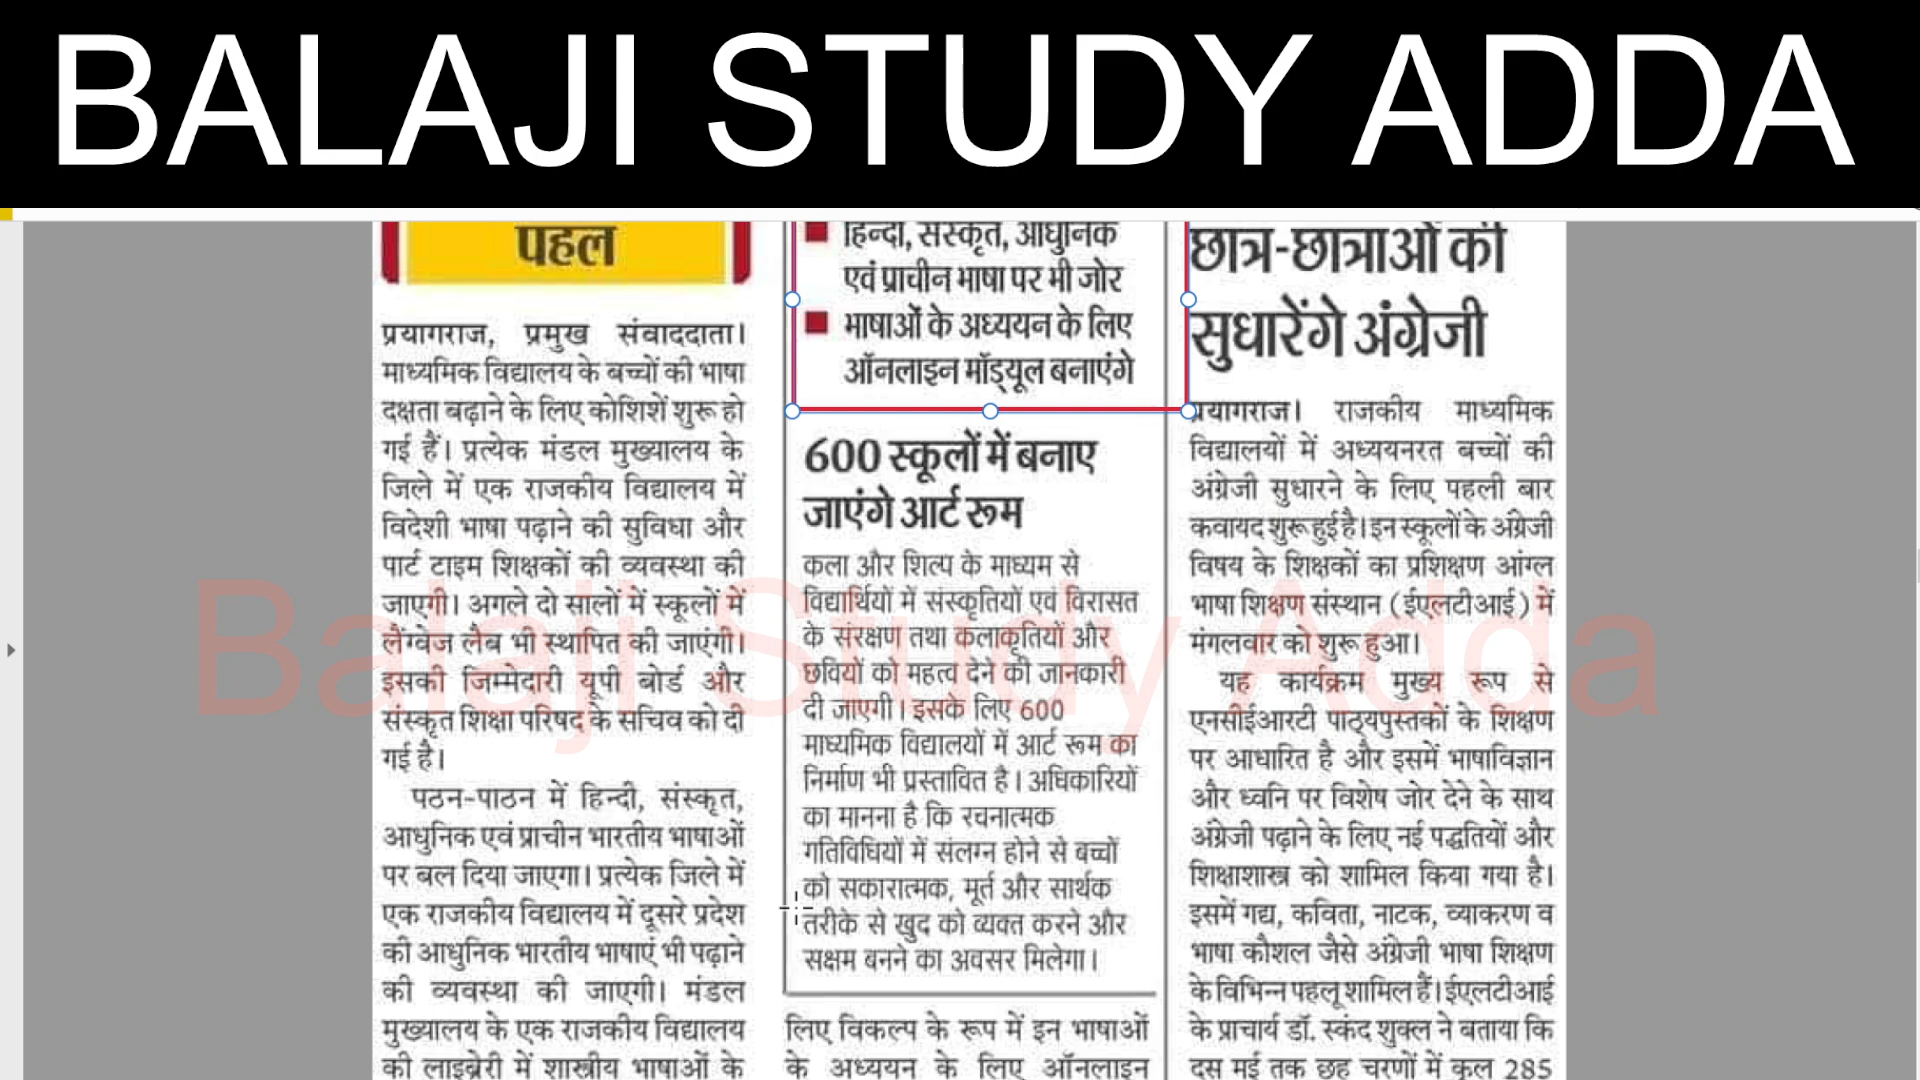 BALAJI STUDY ADDA
पहल
प्रयागराज, प्रमुख संवाददाता।
माध्यमिक विद्यालय के बच्चों की भाषा
दक्षता बढ़ाने के लिए कोशिशें शुरू हो
गई हैं। प्रत्येक मंडल मुख्यालय के
जिले में एक राजकीय विद्यालय में
विदेशी भाषा पढ़ाने की सुविधा और
पार्ट टाइम शिक्षकों की व्यवस्था की
जाएगी। अगले दो सालों में स्कूलों में
लैंग्वेज लैब भी स्थापित की जाएंगी।
इसकी जिम्मेदारी यूपी बोर्ड और
संस्कृत शिक्षा परिषद के सचिव को दी
गई है।
पठन-पाठन में हिन्दी, संस्कृत,
आधुनिक एवं प्राचीन भारतीय भाषाओं
पर बल दिया जाएगा। प्रत्येक जिले में
एक राजकीय विद्यालय में दूसरे प्रदेश
की आधुनिक भारतीय भाषाएं भी पढ़ाने
की व्यवस्था की जाएगी। मंडल
मुख्यालय के एक राजकीय विद्यालय
की लाइब्रेरी में शास्त्रीय भाषाओं के
हिन्दी, संस्कृत, आधुनिक
एवं प्राचीन भाषा पर भी जोर
भाषाओं के अध्ययन के लिए
ऑनलाइन मॉड्यूल बनाएंगे
600 स्कूलों में बनाए
जाएंगे आर्ट रूम
कला और शिल्प के माध्यम से
विद्यार्थियों में संस्कृतियों एवं विरासत
के संरक्षण तथा कलाकृतियों और
छवियों को महत्व देने की जानकारी
दी जाएगी। इसके लिए 600
माध्यमिक विद्यालयों में आर्ट रूम का
निर्माण भी प्रस्तावित है। अधिकारियों
का मानना है कि रचनात्मक
गतिविधियों में संलग्न होने से बच्चों
को सकारात्मक, मूर्त और सार्थक
तरीके से खुद को व्यक्त करने और
सक्षम बनने का अवसर मिलेगा।
लिए विकल्प के रूप में इन भाषाओं
के अध्ययन के लिए ऑनलाइन
छात्र-छात्राओं की
सुधारेंगे अंग्रेजी
प्रयागराज। राजकीय माध्यमिक
विद्यालयों में अध्ययनरत बच्चों की
अंग्रेजी सुधारने के लिए पहली बार
कवायद शुरू हुई है। इन स्कूलों के अंग्रेजी
विषय के शिक्षकों का प्रशिक्षण आंग्ल
भाषा शिक्षण संस्थान (ईएलटीआई) में
मंगलवार को शुरू हुआ।
यह कार्यक्रम मुख्य रूप से
एनसीईआरटी पाठ्यपुस्तकों के शिक्षण
पर आधारित है और इसमें भाषाविज्ञान
और ध्वनि पर विशेष जोर देने के साथ
अंग्रेजी पढ़ाने के लिए नई पद्धतियों और
शिक्षाशास्त्र को शामिल किया गया है।
इसमें गद्य, कविता, नाटक, व्याकरण व
भाषा कौशल जैसे अंग्रेजी भाषा शिक्षण
के विभिन्न पहलू शामिल हैं। ईएलटीआई
के प्राचार्य डॉ. स्कंद शुक्ल ने बताया कि
दस मई तक छह चरणों में कुल 285
Balaji Study Adda